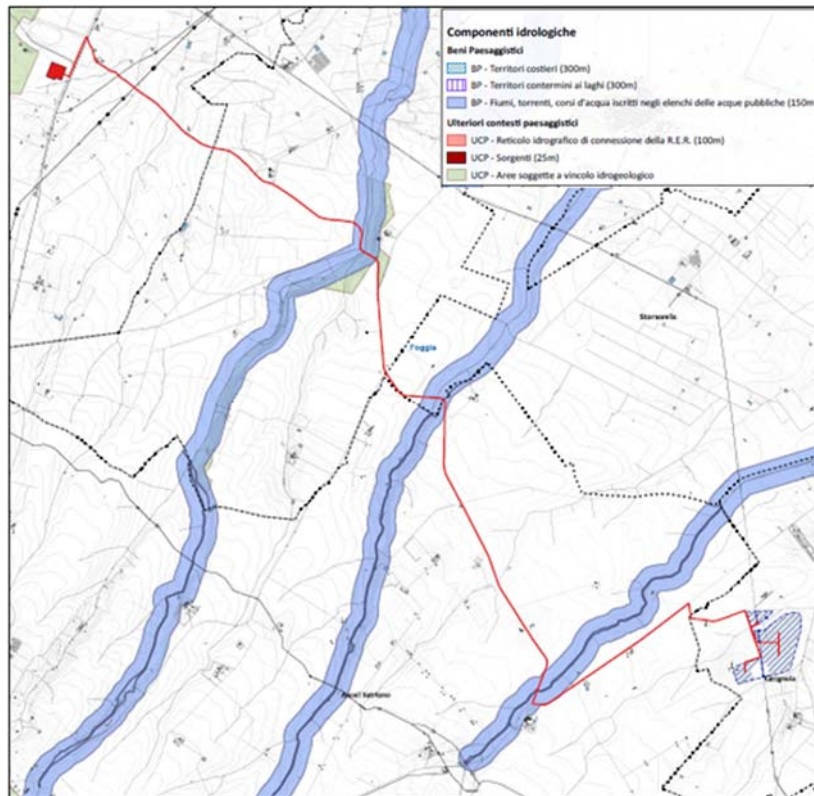 Componenti idrologiche
Beni Paesaggistici
BP - Territori costieri (300m)
BP - Territori contermini ai laghi (300m)
BP - Fiumi, torrenti, corsi d'acqua iscritti negli elenchi delle acque pubbliche (150m
Ulteriori contesti paesaggistici
UCP - Reticolo idrografico di connessione della R.E.R. (100m)
UCP - Sorgenti (25m)
UCP - Aree soggette a vincolo idrogeologico
Stornarella
Foggia
Ascoli Satriano
Cerignola